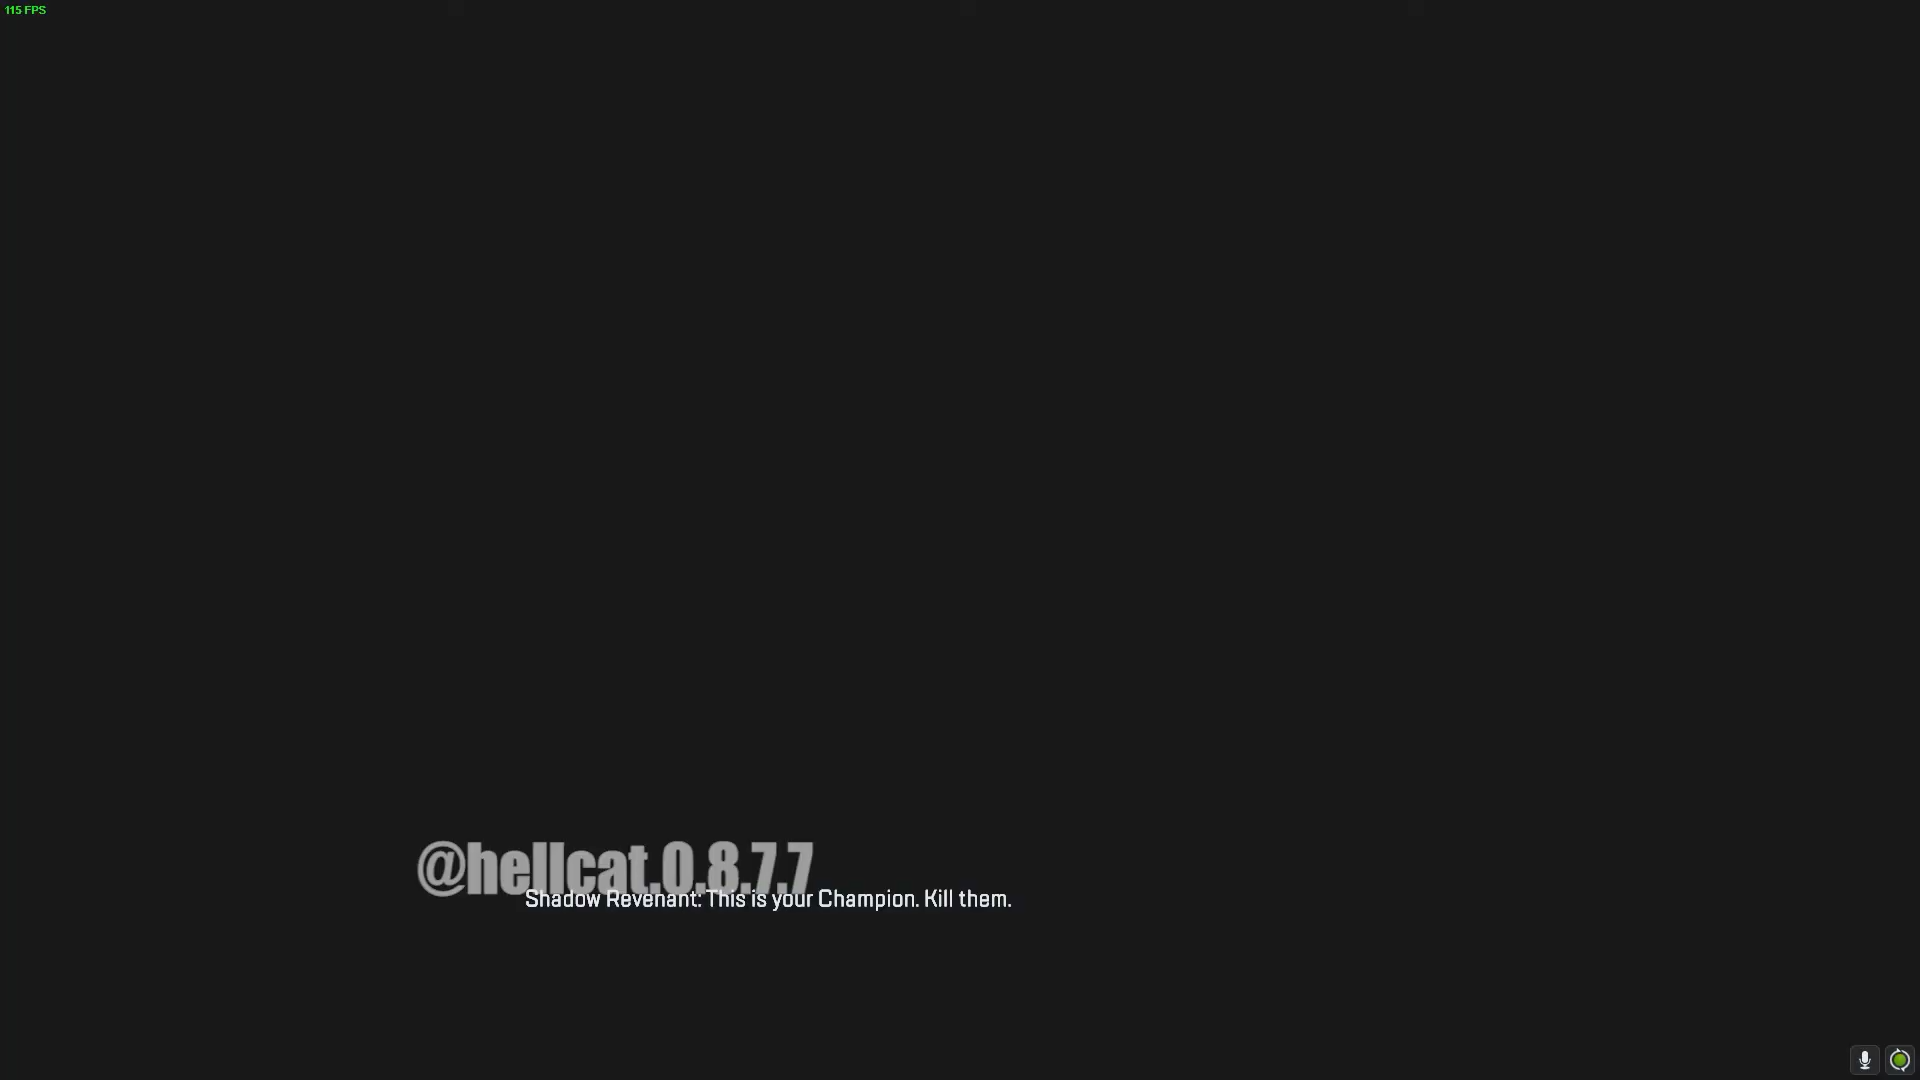 115 FPS
@hellcat.0.8.7.7
Shadow Revenant: This is your Champion. Kill them.